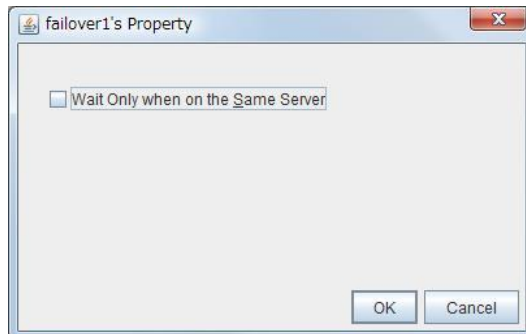 failover1's Property
Wait Only when on the Same Server
OK
Cancel